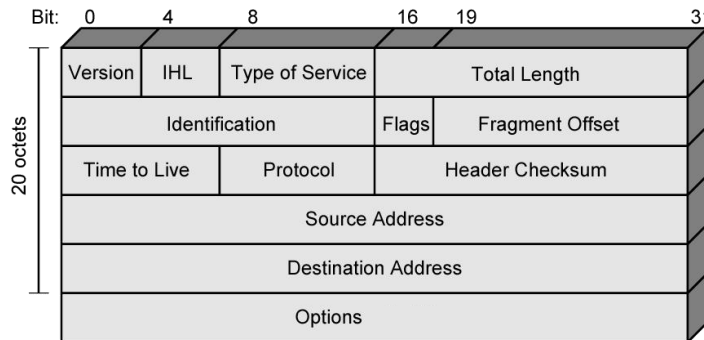 Bit: 0 4 8 16 19 31
Version IHL Type of Service Total Length
Identification Flags Fragment Offset
Time to Live Protocol Header Checksum
Source Address
Destination Address
Options
20 octets